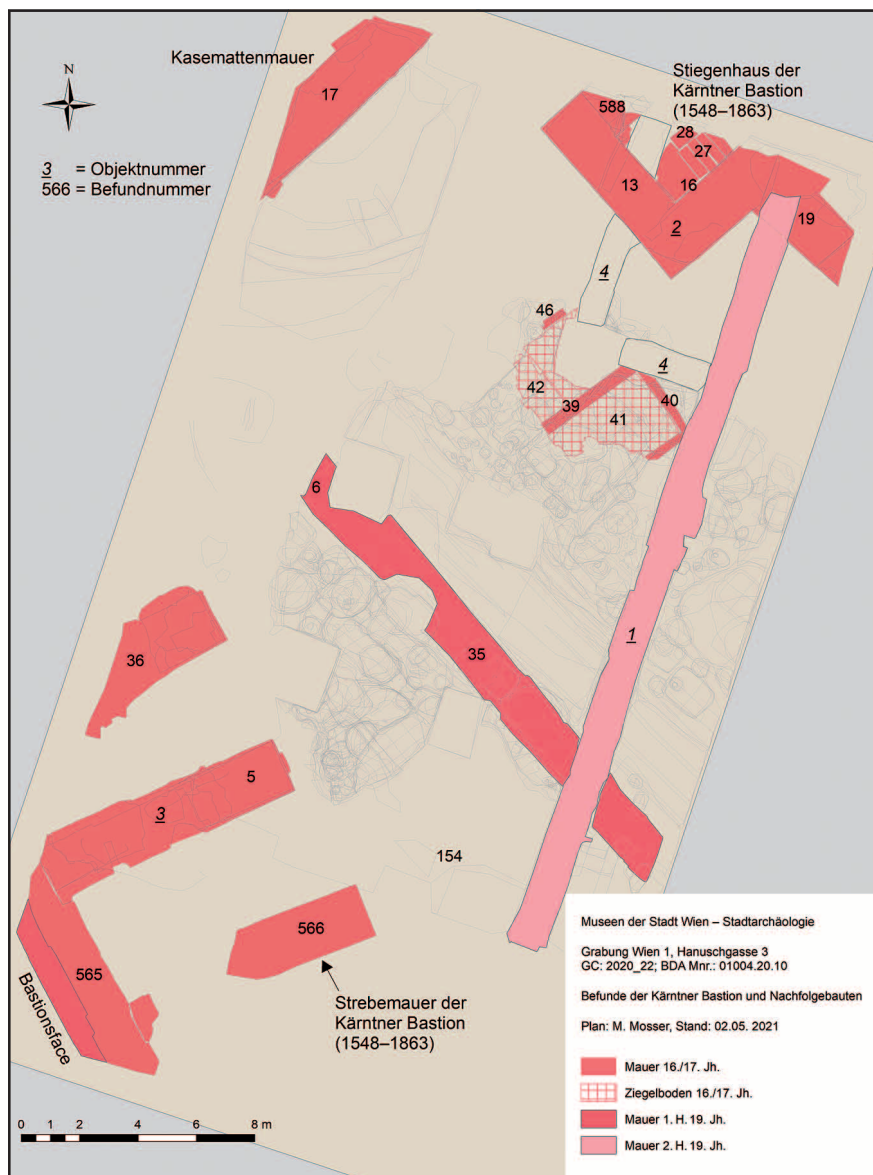 Kasemattenmauer
17
N
3 = Objektnummer
566 = Befundnummer
Stiegenhaus der
Kärntner Bastion
(1548–1863)
588
28
27
13
16
2
19
4
46
4
42
39
40
41
6
1
35
36
5
3
154
566
565
Strebemauer der
Kärntner Bastion
(1548–1863)
Bastionsface
0 1 2 4 6 8 m
Museen der Stadt Wien – Stadtarchäologie
Grabung Wien 1, Hanuschgasse 3
GC: 2020_22; BDA Mnr.: 01004.20.10
Befunde der Kärntner Bastion und Nachfolgebauten
Plan: M. Mosser, Stand: 02.05. 2021
Mauer 16./17. Jh.
Ziegelboden 16./17. Jh.
Mauer 1. H. 19. Jh.
Mauer 2. H. 19. Jh.